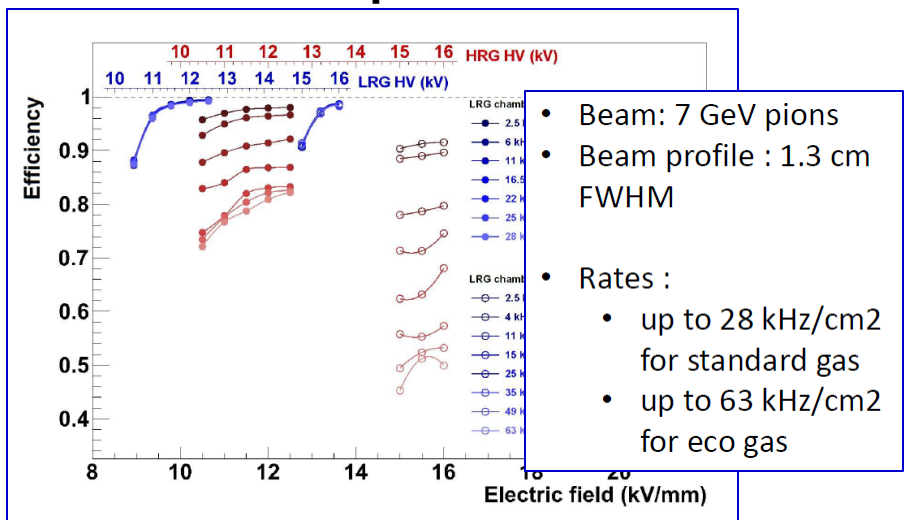 10 11 12 13 14 15 16 HRG HV (kV)
10 11 12 13 14 15 16 LRG HV (kV)
Efficiency
1
0.9
0.8
0.7
0.6
0.5
0.4
8 10 12 14 16 18 20
Electric field (kV/mm)
LRG chamb
2.5
6 kH
11 k
16.5
22 k
25 k
28 k
LRG chamb
2.5
4 kH
11 k
15 k
25 k
35 k
49 k
63 k
• Beam: 7 GeV pions
• Beam profile : 1.3 cm
FWHM
• Rates :
• up to 28 kHz/cm2
for standard gas
• up to 63 kHz/cm2
for eco gas